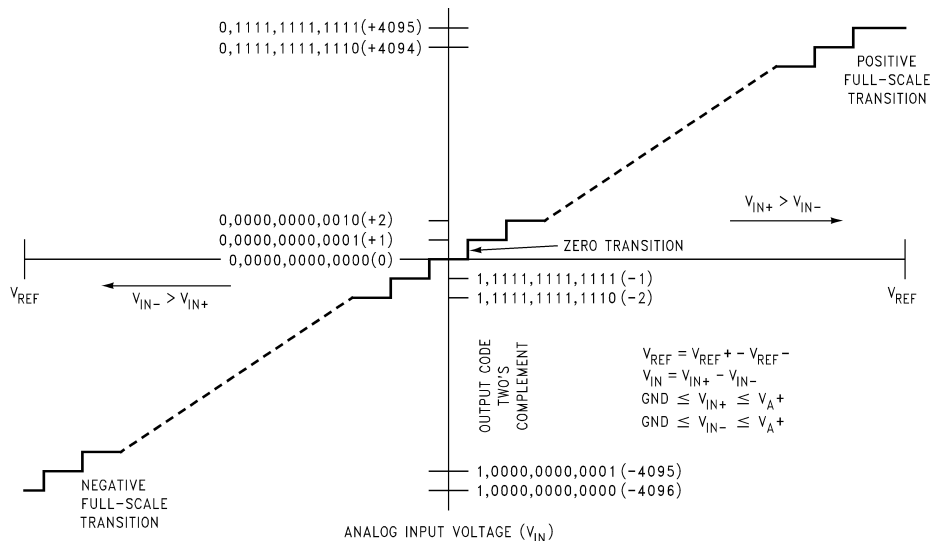 0,1111,1111,1111(+4095)
0,1111,1111,1110(+4094)
POSITIVE
FULL-SCALE
TRANSITION
0,0000,0000,0010(+2)
0,0000,0000,0001(+1)
0,0000,0000,0000(0)
VIN+ > VIN-
ZERO TRANSITION
1,1111,1111,1111(-1)
1,1111,1111,1110(-2)
VREF
VIN- > VIN+
VREF
OUTPUT CODE
TWO'S
COMPLEMENT
VREF = VREF+ - VREF-
VIN = VIN+ - VIN-
GND ≤ VIN+ ≤ VA+
GND ≤ VIN- ≤ VA+
1,0000,0000,0001(-4095)
1,0000,0000,0000(-4096)
NEGATIVE
FULL-SCALE
TRANSITION
ANALOG INPUT VOLTAGE (VIN)